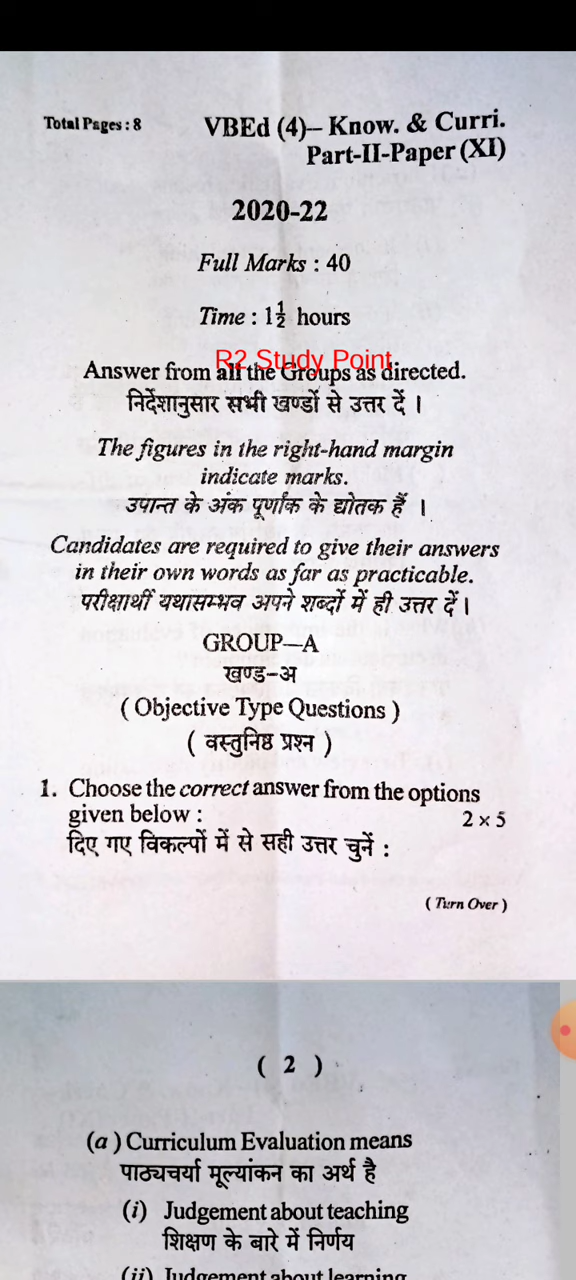 Total Pages : 8
VBEd (4)– Know. & Curri.
Part-II-Paper (XI)
2020-22
Full Marks : 40
Time : 1½ hours
R2 Study Point
Answer from all the Groups as directed.
निर्देशानुसार सभी खण्डों से उत्तर दें ।
The figures in the right-hand margin
indicate marks.
उपान्त के अंक पूर्णांक के द्योतक हैं ।
Candidates are required to give their answers
in their own words as far as practicable.
परीक्षार्थी यथासम्भव अपने शब्दों में ही उत्तर दें ।
GROUP–A
खण्ड-अ
( Objective Type Questions )
( वस्तुनिष्ठ प्रश्न )
1. Choose the correct answer from the options
given below : 2 × 5
दिए गए विकल्पों में से सही उत्तर चुनें :
( Turn Over )
( 2 )
(a) Curriculum Evaluation means
पाठ्यचर्या मूल्यांकन का अर्थ है
(i) Judgement about teaching
शिक्षण के बारे में निर्णय
(ii) Judgement about learning